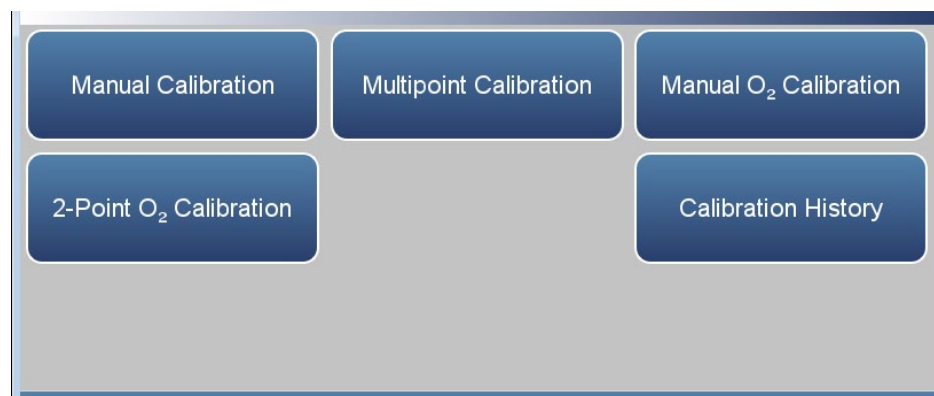 Manual Calibration
Multipoint Calibration
Manual O₂ Calibration
2-Point O₂ Calibration
Calibration History